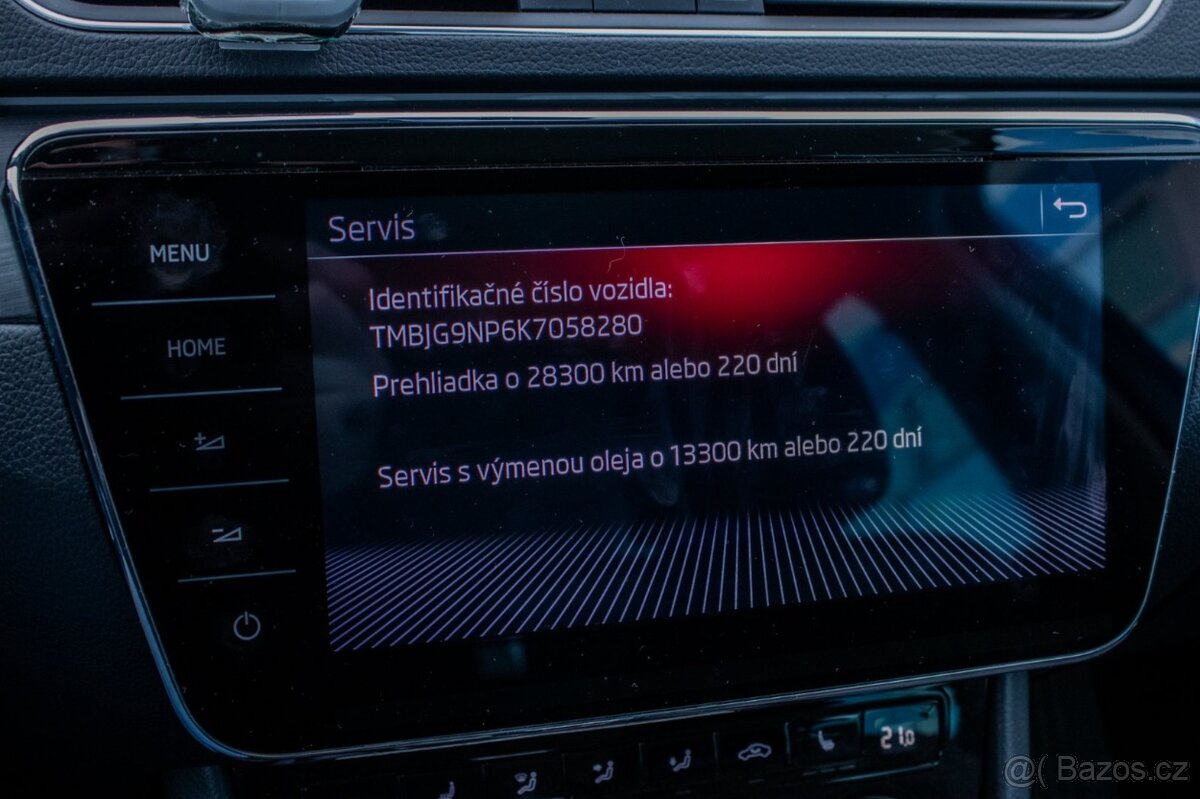 Servis
MENU
Identifikačné číslo vozidla:
TMBJG9NP6K7058280
HOME
Prehliadka o 28300 km alebo 220 dní
Servis s výmenou oleja o 13300 km alebo 220 dní
21.0
@( Bazos.cz